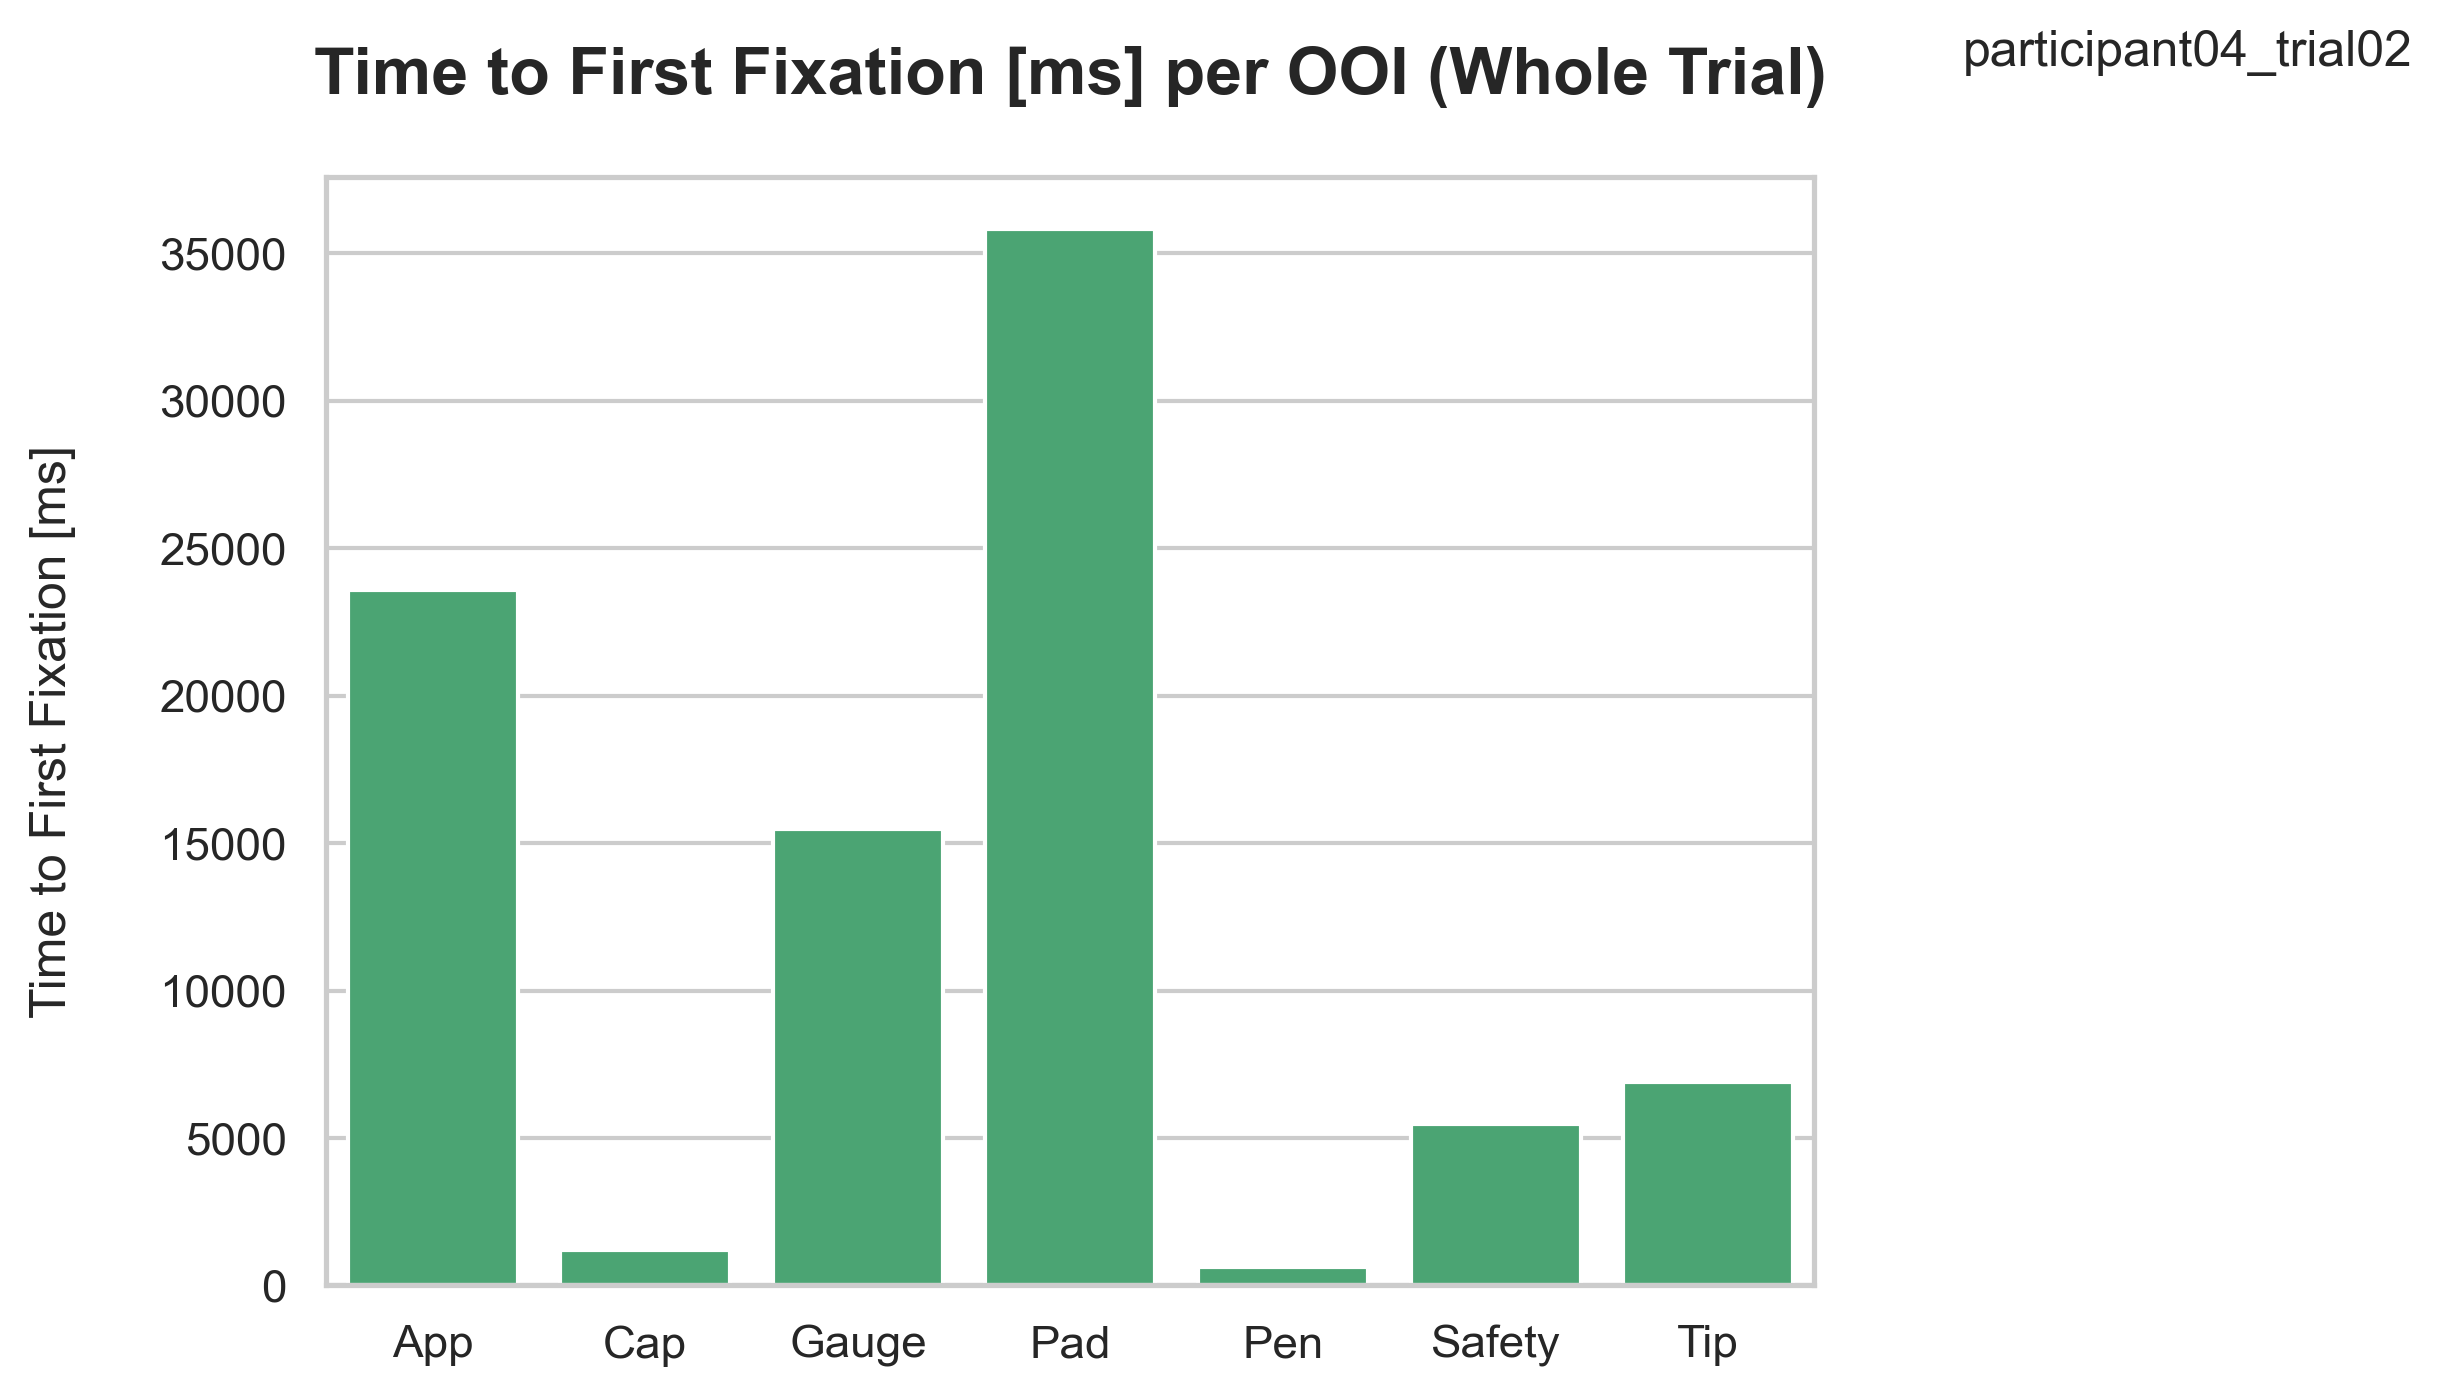 Time to First Fixation [ms] per OOI (Whole Trial)
participant04_trial02
Time to First Fixation [ms]
35000
30000
25000
20000
15000
10000
5000
0
App Cap Gauge Pad Pen Safety Tip